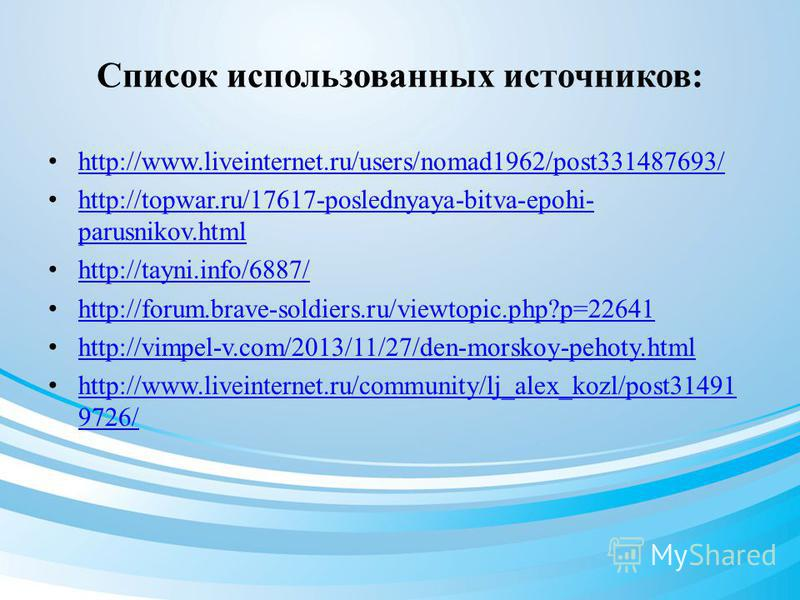 Список использованных источников:
• http://www.liveinternet.ru/users/nomad1962/post331487693/
• http://topwar.ru/17617-poslednyaya-bitva-epohi-
parusnikov.html
• http://tayni.info/6887/
• http://forum.brave-soldiers.ru/viewtopic.php?p=22641
• http://vimpel-v.com/2013/11/27/den-morskoy-pehoty.html
• http://www.liveinternet.ru/community/lj_alex_kozl/post31491
9726/
MyShared